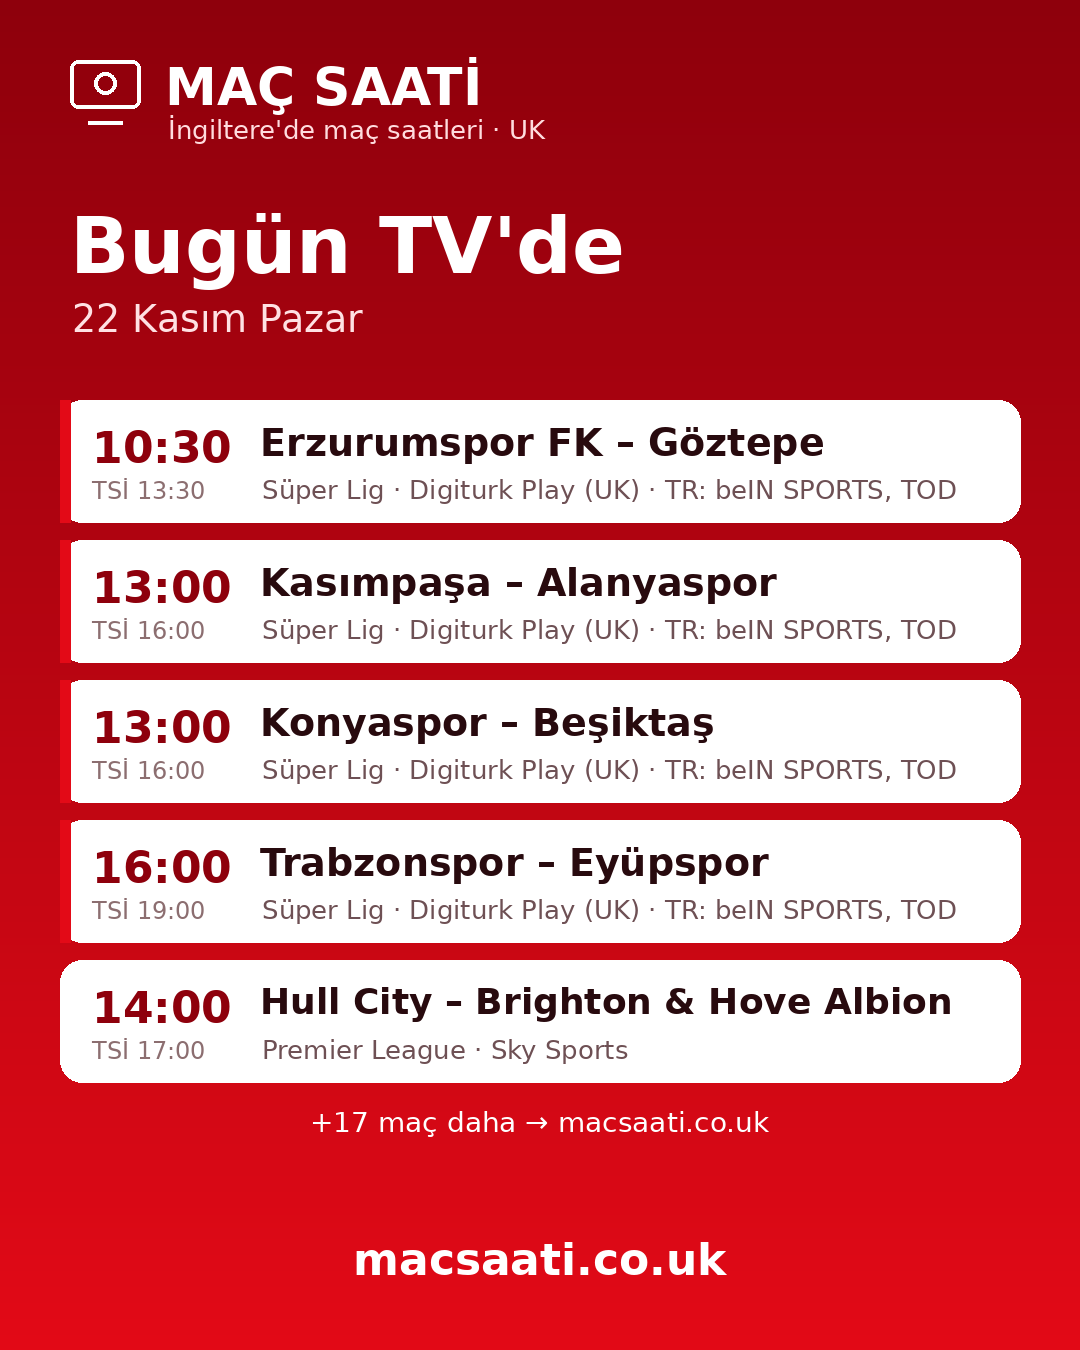 MAÇ SAATİ
İngiltere'de maç saatleri · UK
Bugün TV'de
22 Kasım Pazar
10:30 Erzurumspor FK – Göztepe
TSİ 13:30 Süper Lig · Digiturk Play (UK) · TR: beIN SPORTS, TOD
13:00 Kasımpaşa – Alanyaspor
TSİ 16:00 Süper Lig · Digiturk Play (UK) · TR: beIN SPORTS, TOD
13:00 Konyaspor – Beşiktaş
TSİ 16:00 Süper Lig · Digiturk Play (UK) · TR: beIN SPORTS, TOD
16:00 Trabzonspor – Eyüpspor
TSİ 19:00 Süper Lig · Digiturk Play (UK) · TR: beIN SPORTS, TOD
14:00 Hull City – Brighton & Hove Albion
TSİ 17:00 Premier League · Sky Sports
+17 maç daha → macsaati.co.uk
macsaati.co.uk